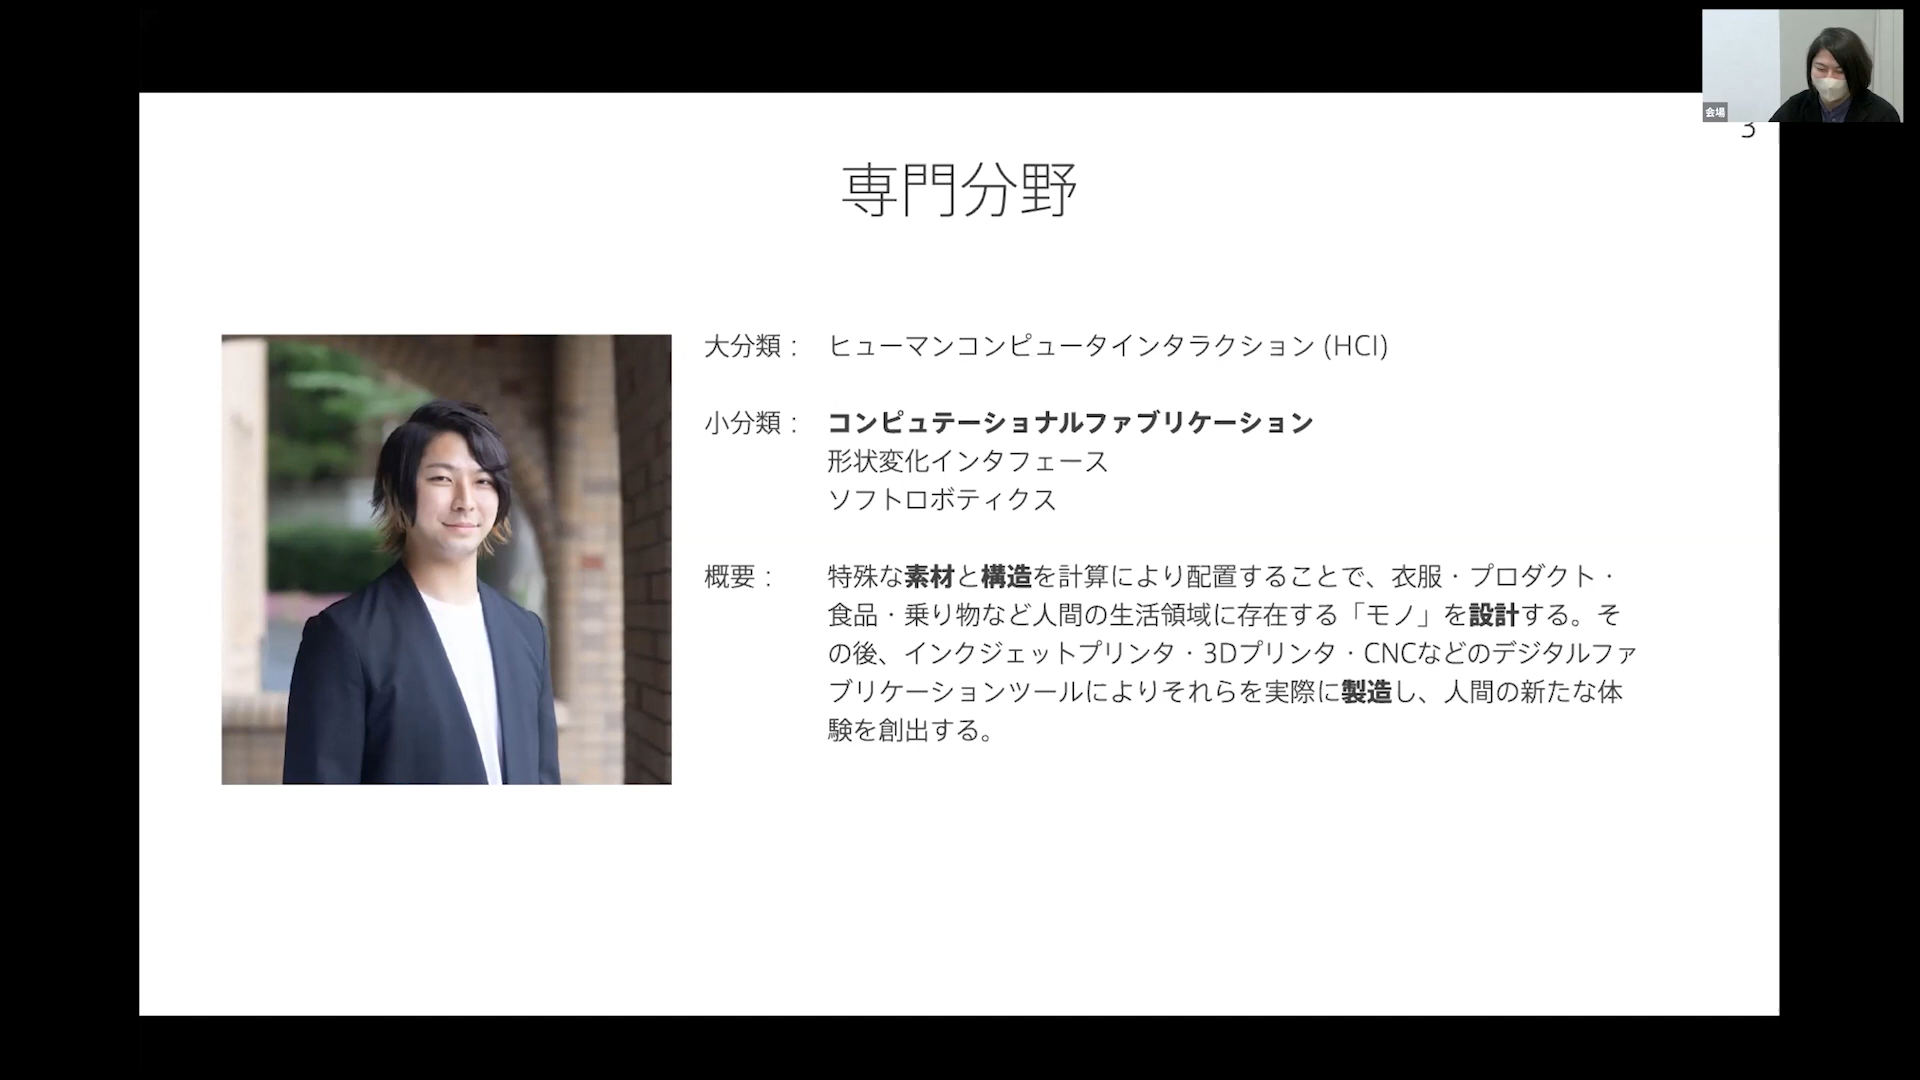 会場
3
専門分野
大分類： ヒューマンコンピュータインタラクション (HCI)
小分類： コンピュテーショナルファブリケーション
形状変化インタフェース
ソフトロボティクス
概要： 特殊な素材と構造を計算により配置することで、衣服・プロダクト・
食品・乗り物など人間の生活領域に存在する「モノ」を設計する。そ
の後、インクジェットプリンタ・3Dプリンタ・CNCなどのデジタルファ
ブリケーションツールによりそれらを実際に製造し、人間の新たな体
験を創出する。